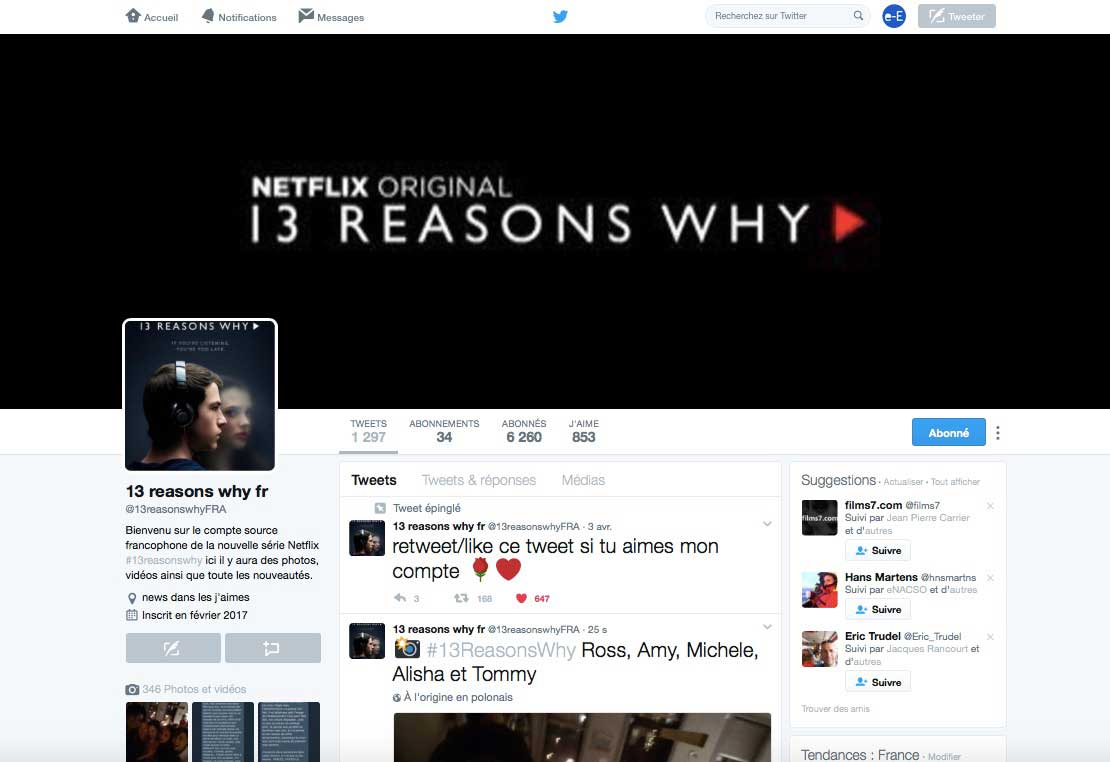 Accueil
Notifications
Messages
Recherchez sur Twitter
e-E
Tweeter
NETFLIX ORIGINAL
13 REASONS WHY
13 REASONS WHY
IF YOU'RE LISTENING,
YOU'RE TOO LATE.
TWEETS
1 297
ABONNEMENTS
34
ABONNÉS
6 260
J'AIME
853
Abonné
13 reasons why fr
@13reasonswhyFRA
Bienvenu sur le compte source
francophone de la nouvelle série Netflix
#13reasonswhy ici il y aura des photos,
vidéos ainsi que toute les nouveautés.
news dans les j'aimes
Inscrit en février 2017
346 Photos et vidéos
Tweets
Tweets & réponses
Médias
Tweet épinglé
13 reasons why fr @13reasonswhyFRA · 3 avr.
retweet/like ce tweet si tu aimes mon
compte 🌹❤️
3
168
647
13 reasons why fr @13reasonswhyFRA · 25 s
📸 #13ReasonsWhy Ross, Amy, Michele,
Alisha et Tommy
À l'origine en polonais
Suggestions · Actualiser · Tout afficher
films7.com
films7.com @films7
Suivi par Jean Pierre Carrier
et d'autres
Suivre
Hans Martens @hnsmartns
Suivi par eNACSO et d'autres
Suivre
Eric Trudel @Eric_Trudel
Suivi par Jacques Rancourt et
d'autres
Suivre
Trouver des amis
Tendances : France · Modifier